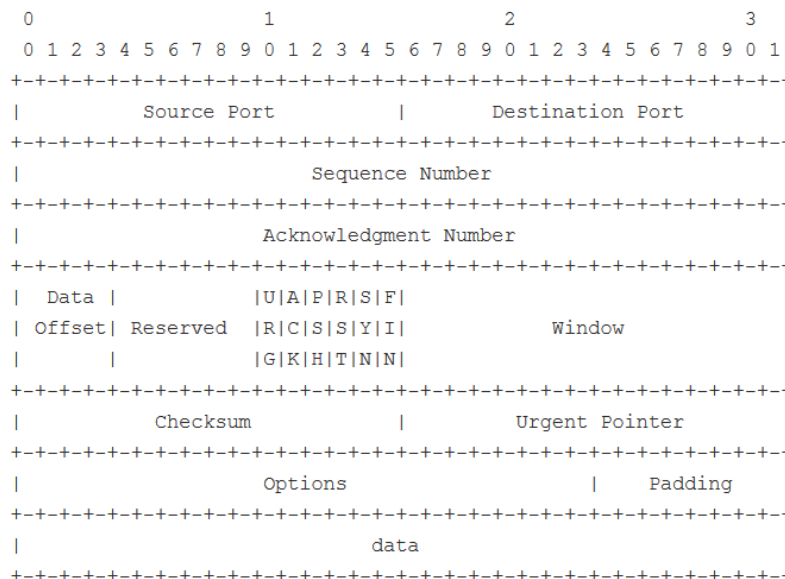 0                   1                   2                   3
0 1 2 3 4 5 6 7 8 9 0 1 2 3 4 5 6 7 8 9 0 1 2 3 4 5 6 7 8 9 0 1
+-+-+-+-+-+-+-+-+-+-+-+-+-+-+-+-+-+-+-+-+-+-+-+-+-+-+-+-+-+-+-+-
|          Source Port          |       Destination Port
+-+-+-+-+-+-+-+-+-+-+-+-+-+-+-+-+-+-+-+-+-+-+-+-+-+-+-+-+-+-+-+-
|                        Sequence Number
+-+-+-+-+-+-+-+-+-+-+-+-+-+-+-+-+-+-+-+-+-+-+-+-+-+-+-+-+-+-+-+-
|                    Acknowledgment Number
+-+-+-+-+-+-+-+-+-+-+-+-+-+-+-+-+-+-+-+-+-+-+-+-+-+-+-+-+-+-+-+-
|  Data |           |U|A|P|R|S|F|
| Offset| Reserved  |R|C|S|S|Y|I|            Window
|       |           |G|K|H|T|N|N|
+-+-+-+-+-+-+-+-+-+-+-+-+-+-+-+-+-+-+-+-+-+-+-+-+-+-+-+-+-+-+-+-
|           Checksum            |         Urgent Pointer
+-+-+-+-+-+-+-+-+-+-+-+-+-+-+-+-+-+-+-+-+-+-+-+-+-+-+-+-+-+-+-+-
|                    Options                    |    Padding
+-+-+-+-+-+-+-+-+-+-+-+-+-+-+-+-+-+-+-+-+-+-+-+-+-+-+-+-+-+-+-+-
|                             data
+-+-+-+-+-+-+-+-+-+-+-+-+-+-+-+-+-+-+-+-+-+-+-+-+-+-+-+-+-+-+-+-